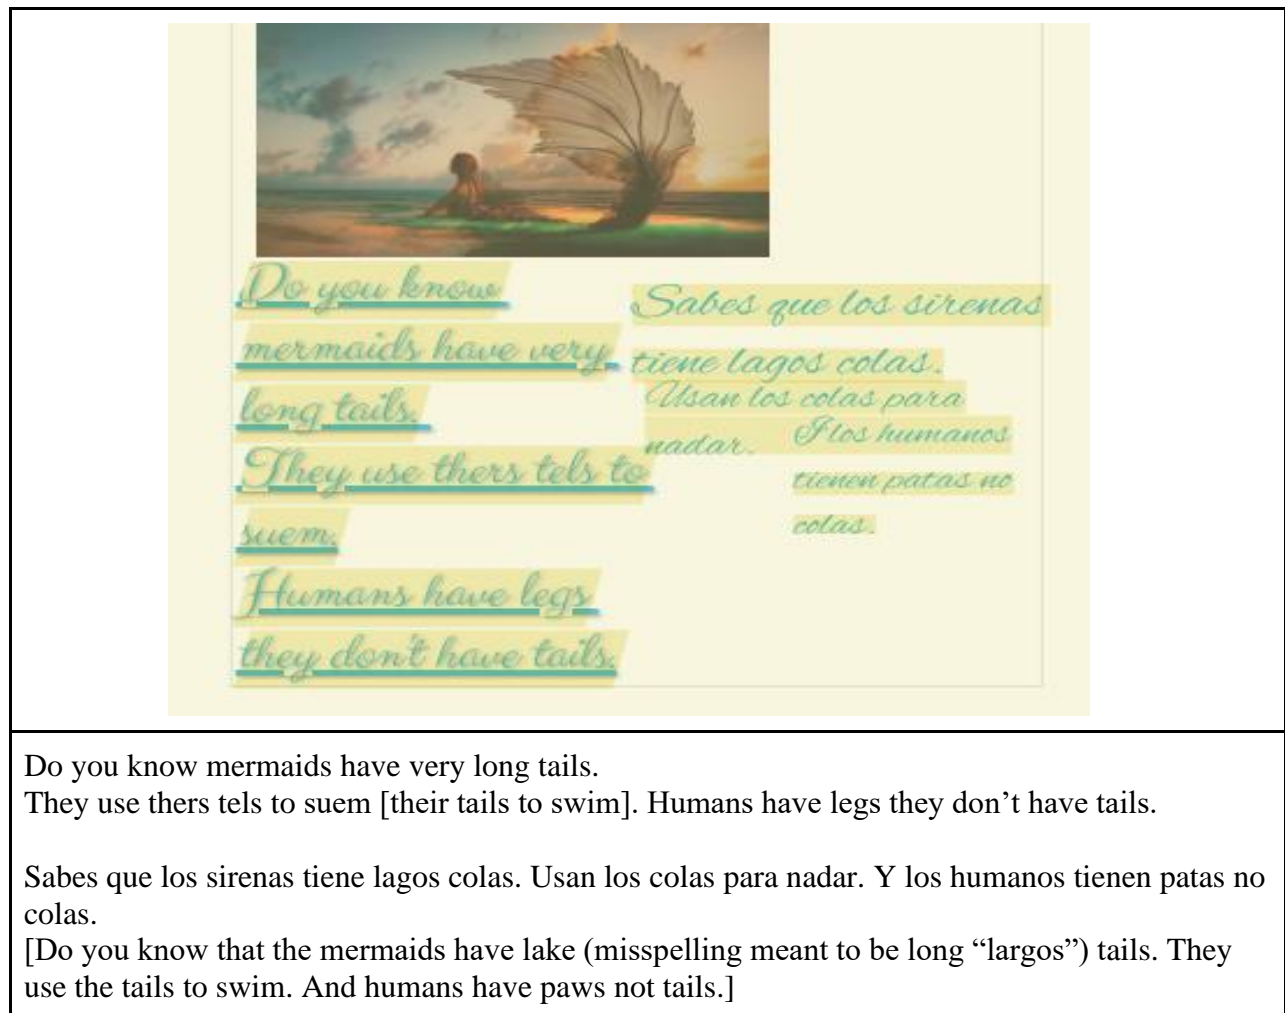 Do you know
mermaids have very
long tails.
They use thers tels to
suem.
Humans have legs
they don't have tails.
Sabes que los sirenas
tiene lagos colas.
Usan los colas para
nadar.
I los humanos
tienen patas no
colas.
Do you know mermaids have very long tails.
They use thers tels to suem [their tails to swim]. Humans have legs they don’t have tails.
Sabes que los sirenas tiene lagos colas. Usan los colas para nadar. Y los humanos tienen patas no
colas.
[Do you know that the mermaids have lake (misspelling meant to be long “largos”) tails. They
use the tails to swim. And humans have paws not tails.]